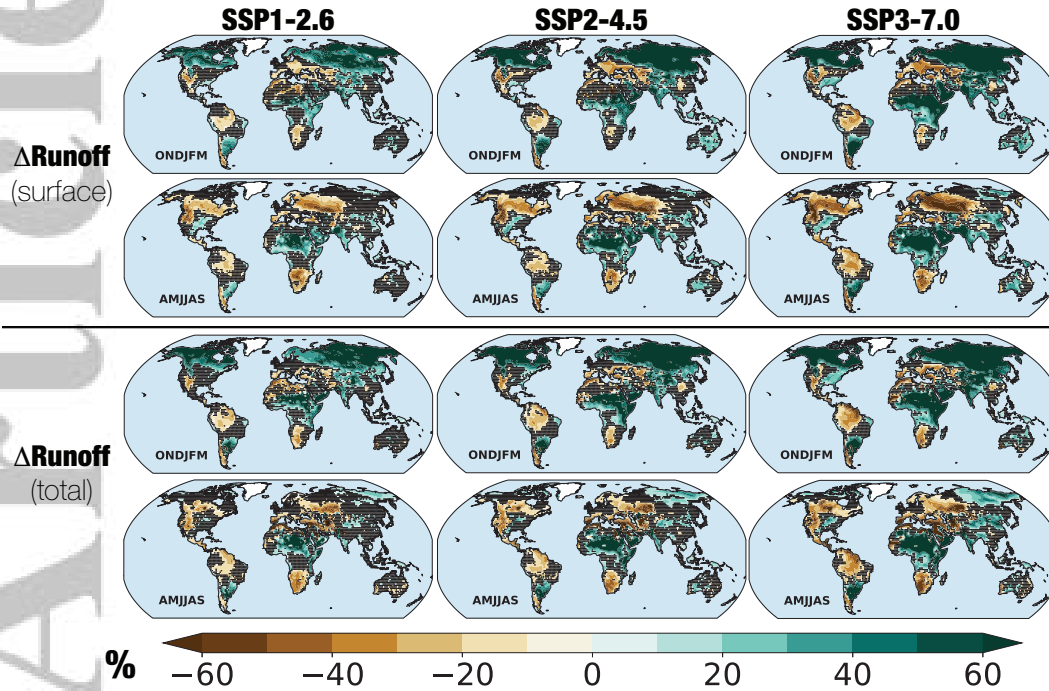 SSP1-2.6 SSP2-4.5 SSP3-7.0
ΔRunoff
(surface)
ONDJFM ONDJFM ONDJFM
AMJJAS AMJJAS AMJJAS
ΔRunoff
(total)
ONDJFM ONDJFM ONDJFM
AMJJAS AMJJAS AMJJAS
% −60 −40 −20 0 20 40 60